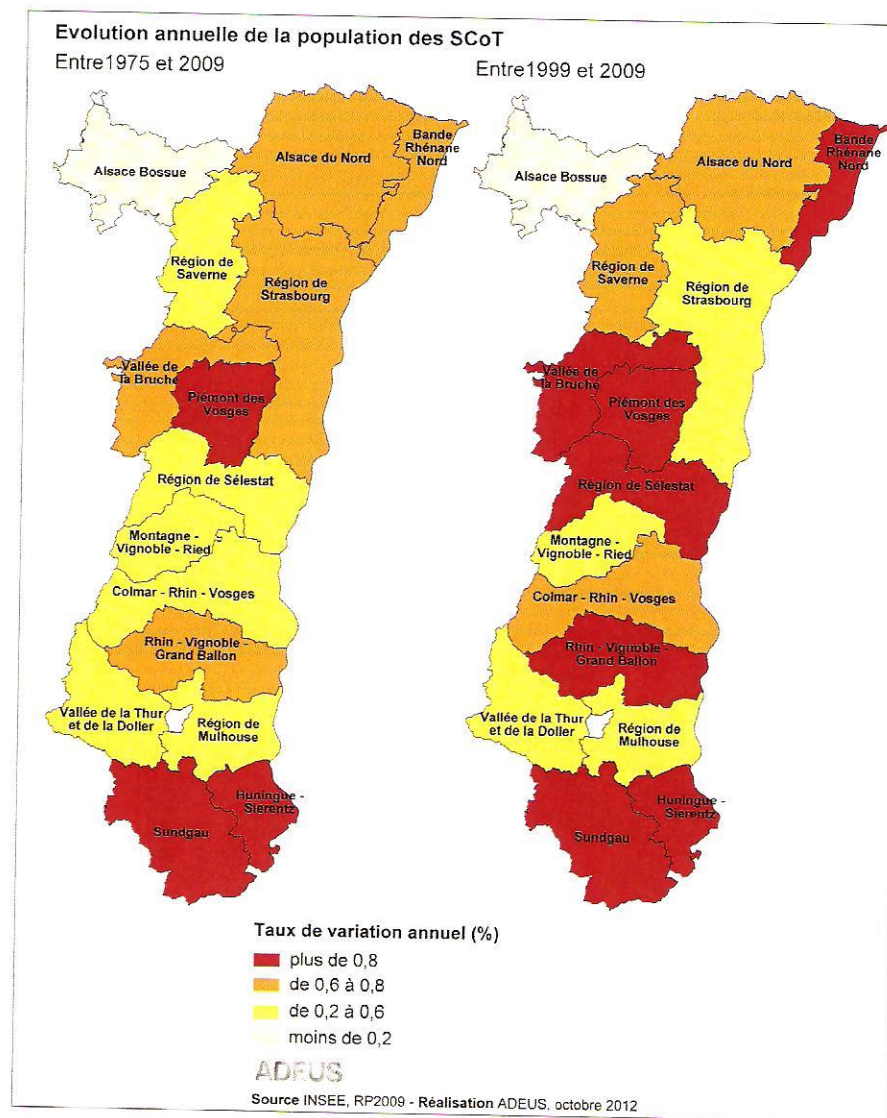 Evolution annuelle de la population des SCoT
Entre1975 et 2009
Alsace Bossue
Alsace du Nord
Bande
Rhénane
Nord
Région de
Saverne
Région de
Strasbourg
Vallée de
la Bruche
Piémont des
Vosges
Région de Sélestat
Montagne -
Vignoble - Ried
Colmar - Rhin - Vosges
Rhin - Vignoble -
Grand Ballon
Vallée de la Thur
et de la Doller
Région de
Mulhouse
Huningue -
Sierentz
Sundgau
Entre1999 et 2009
Alsace Bossue
Alsace du Nord
Bande
Rhénane
Nord
Région de
Saverne
Région de
Strasbourg
Vallée de
la Bruche
Piémont des
Vosges
Région de Sélestat
Montagne -
Vignoble - Ried
Colmar - Rhin - Vosges
Rhin - Vignoble -
Grand Ballon
Vallée de la Thur
et de la Doller
Région de
Mulhouse
Huningue -
Sierentz
Sundgau
Taux de variation annuel (%)
plus de 0,8
de 0,6 à 0,8
de 0,2 à 0,6
moins de 0,2
ADEUS
Source INSEE, RP2009 - Réalisation ADEUS, octobre 2012